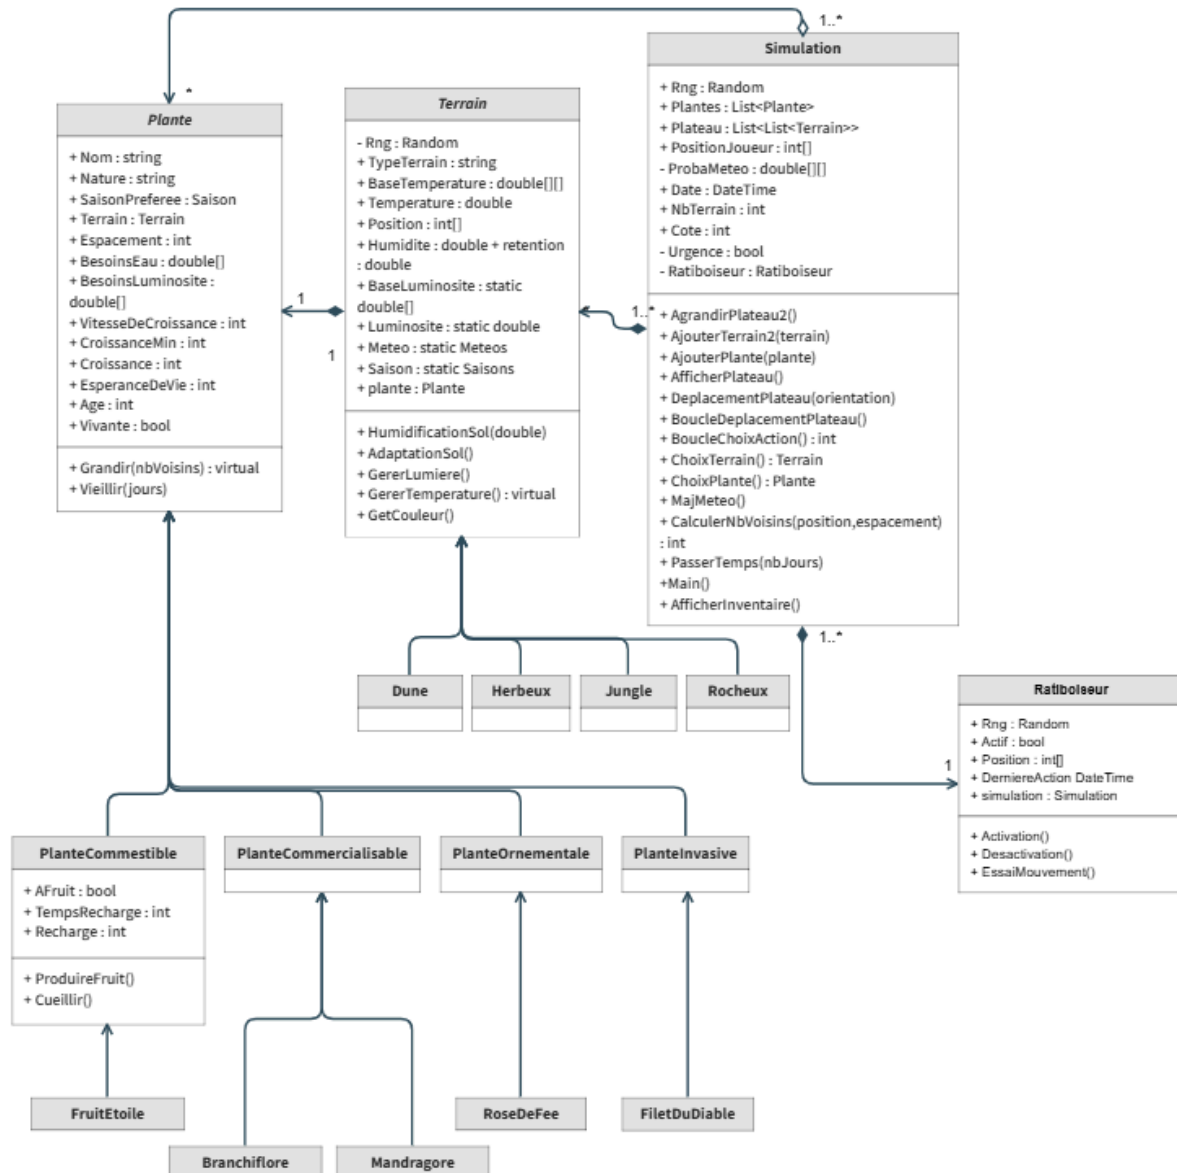 1..*
*
Simulation
+ Rng : Random
+ Plantes : List<Plante>
+ Plateau : List<List<Terrain>>
+ PositionJoueur : int[]
- ProbaMeteo : double[][]
+ Date : DateTime
+ NbTerrain : int
+ Cote : int
- Urgence : bool
- Ratiboiseur : Ratiboiseur
+ AgrandirPlateau2()
+ AjouterTerrain2(terrain)
+ AjouterPlante(plante)
+ AfficherPlateau()
+ DeplacementPlateau(orientation)
+ BoucleDeplacementPlateau()
+ BoucleChoixAction() : int
+ ChoixTerrain() : Terrain
+ ChoixPlante() : Plante
+ MajMeteo()
+ CalculerNbVoisins(position,espacement)
: int
+ PasserTemps(nbJours)
+Main()
+ AfficherInventaire()
Terrain
- Rng : Random
+ TypeTerrain : string
+ BaseTemperature : double[][]
+ Temperature : double
+ Position : int[]
+ Humidite : double + retention
: double
+ BaseLuminosite : static
double[]
+ Luminosite : static double
+ Meteo : static Meteos
+ Saison : static Saisons
+ plante : Plante
+ HumidificationSol(double)
+ AdaptationSol()
+ GererLumiere()
+ GererTemperature() : virtual
+ GetCouleur()
Plante
+ Nom : string
+ Nature : string
+ SaisonPreferee : Saison
+ Terrain : Terrain
+ Espacement : int
+ BesoinsEau : double[]
+ BesoinsLuminosite :
double[]
+ VitesseDeCroissance : int
+ CroissanceMin : int
+ Croissance : int
+ EsperanceDeVie : int
+ Age : int
+ Vivante : bool
+ Grandir(nbVoisins) : virtual
+ Vieillir(jours)
1
1
1..*
1..*
1
Dune
Herbeux
Jungle
Rocheux
Ratiboiseur
+ Rng : Random
+ Actif : bool
+ Position : int[]
+ DerniereAction DateTime
+ simulation : Simulation
+ Activation()
+ Desactivation()
+ EssaiMouvement()
PlanteCommestible
+ AFruit : bool
+ TempsRecharge : int
+ Recharge : int
+ ProduireFruit()
+ Cueillir()
PlanteCommercialisable
PlanteOrnementale
PlanteInvasive
FruitEtoile
Branchiflore
Mandragore
RoseDeFee
FiletDuDiable